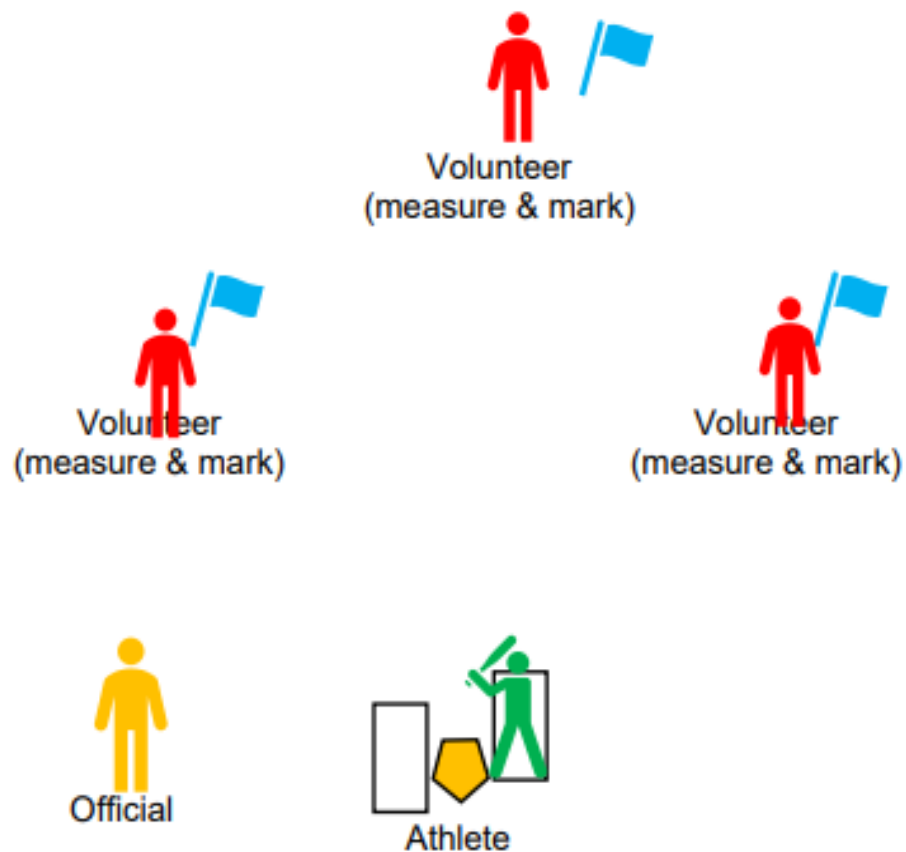 Volunteer
(measure & mark)
Volunteer
(measure & mark)
Volunteer
(measure & mark)
Official
Athlete